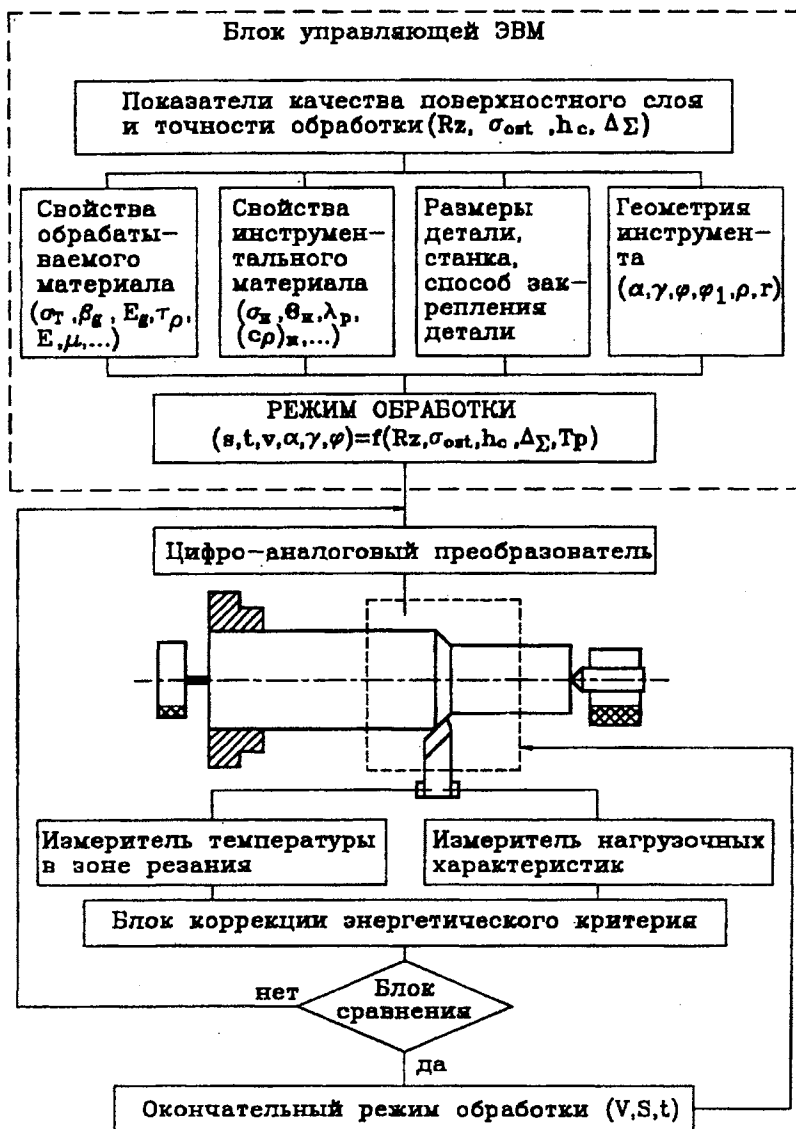 Блок управляющей ЭВМ
Показатели качества поверхностного слоя
и точности обработки(Rz, σost ,hc, ΔΣ)
Свойства
обрабаты-
ваемого
материала
(σT,βg, Eg,τρ,
E,μ,...)
Свойства
инструмен-
тального
материала
(σи,Θи,λp,
(cρ)и,...)
Размеры
детали,
станка,
способ зак-
репления
детали
Геометрия
инструмен-
та
(α,γ,φ,φ1,ρ,r)
РЕЖИМ ОБРАБОТКИ
(s,t,v,α,γ,φ)=f(Rz,σost,hc,ΔΣ,Tp)
Цифро-аналоговый преобразователь
Измеритель температуры
в зоне резания
Измеритель нагрузочных
характеристик
Блок коррекции энергетического критерия
нет
Блок
сравнения
да
Окончательный режим обработки (V,S,t)